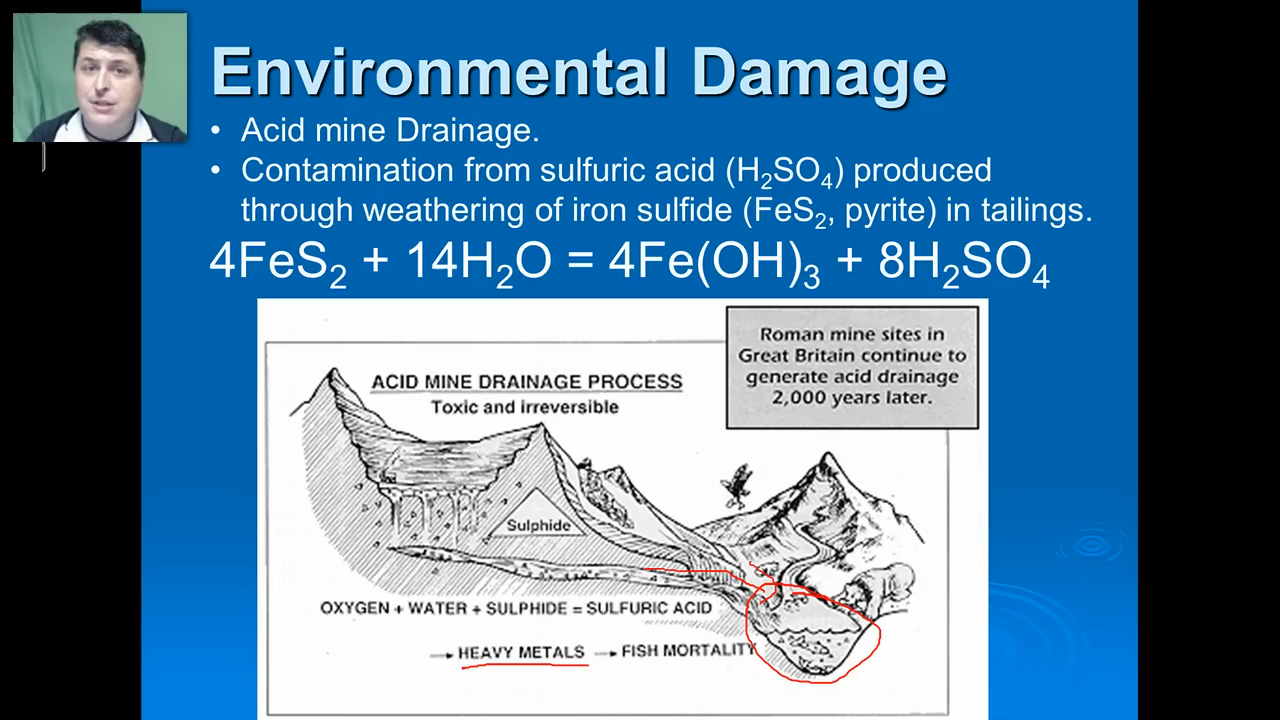 Environmental Damage
• Acid mine Drainage.
• Contamination from sulfuric acid (H₂SO₄) produced
through weathering of iron sulfide (FeS₂, pyrite) in tailings.
4FeS₂ + 14H₂O = 4Fe(OH)₃ + 8H₂SO₄
Roman mine sites in
Great Britain continue to
generate acid drainage
2,000 years later.
ACID MINE DRAINAGE PROCESS
Toxic and irreversible
Sulphide
OXYGEN + WATER + SULPHIDE = SULFURIC ACID
→ HEAVY METALS → FISH MORTALITY